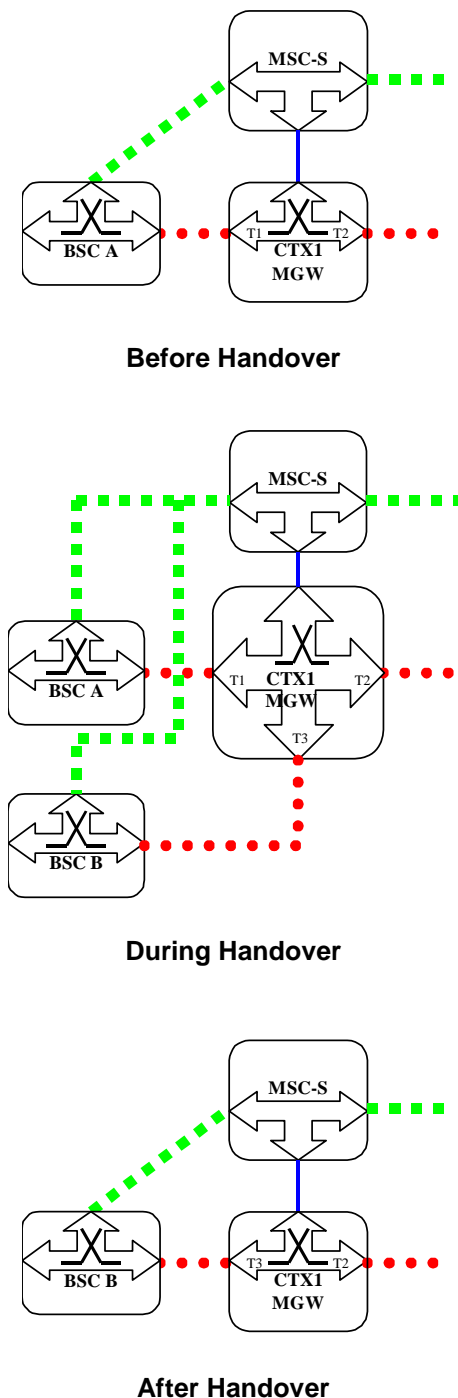 MSC-S
BSC A
T1
CTX1
T2
MGW
Before Handover
MSC-S
BSC A
T1
CTX1
T2
MGW
T3
BSC B
During Handover
MSC-S
BSC B
T3
CTX1
T2
MGW
After Handover